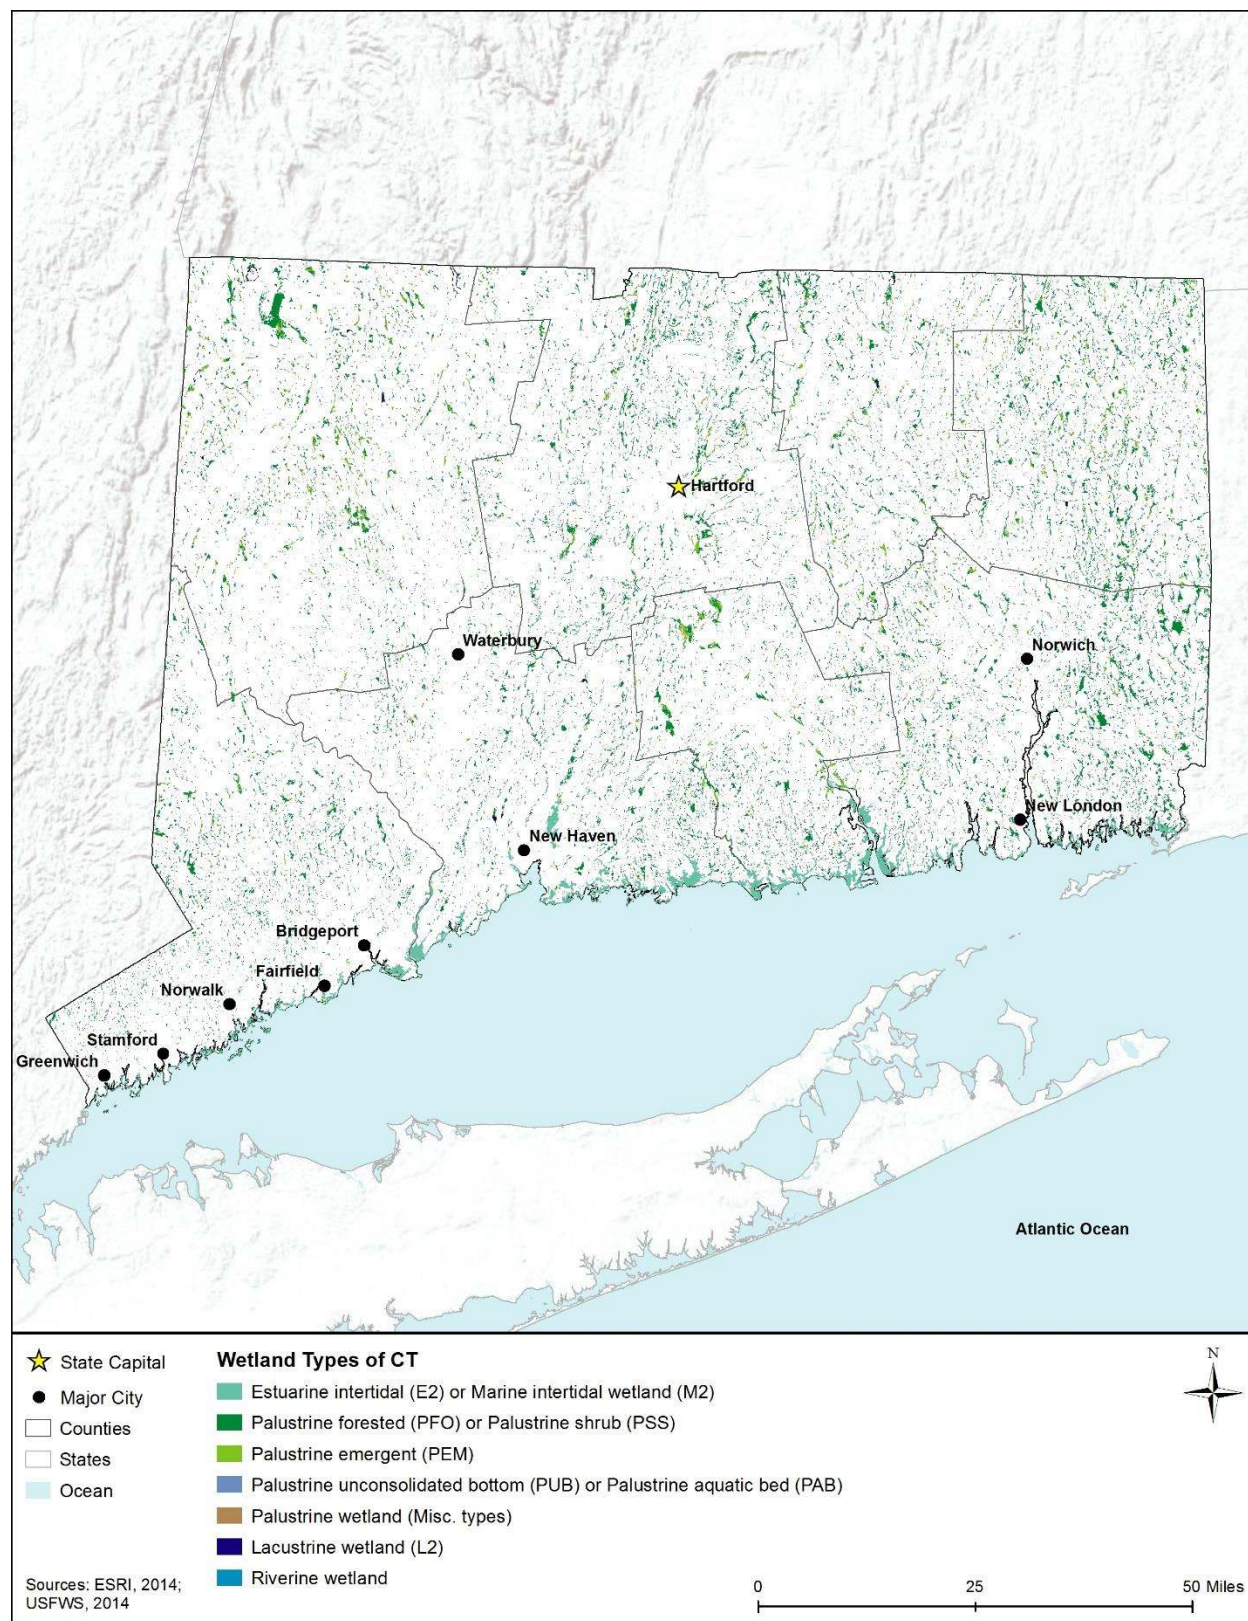 Hartford
Waterbury
Norwich
New London
New Haven
Bridgeport
Fairfield
Norwalk
Stamford
Greenwich
Atlantic Ocean
State Capital
Major City
Counties
States
Ocean
Sources: ESRI, 2014;
USFWS, 2014
Wetland Types of CT
Estuarine intertidal (E2) or Marine intertidal wetland (M2)
Palustrine forested (PFO) or Palustrine shrub (PSS)
Palustrine emergent (PEM)
Palustrine unconsolidated bottom (PUB) or Palustrine aquatic bed (PAB)
Palustrine wetland (Misc. types)
Lacustrine wetland (L2)
Riverine wetland
N
0 25 50 Miles